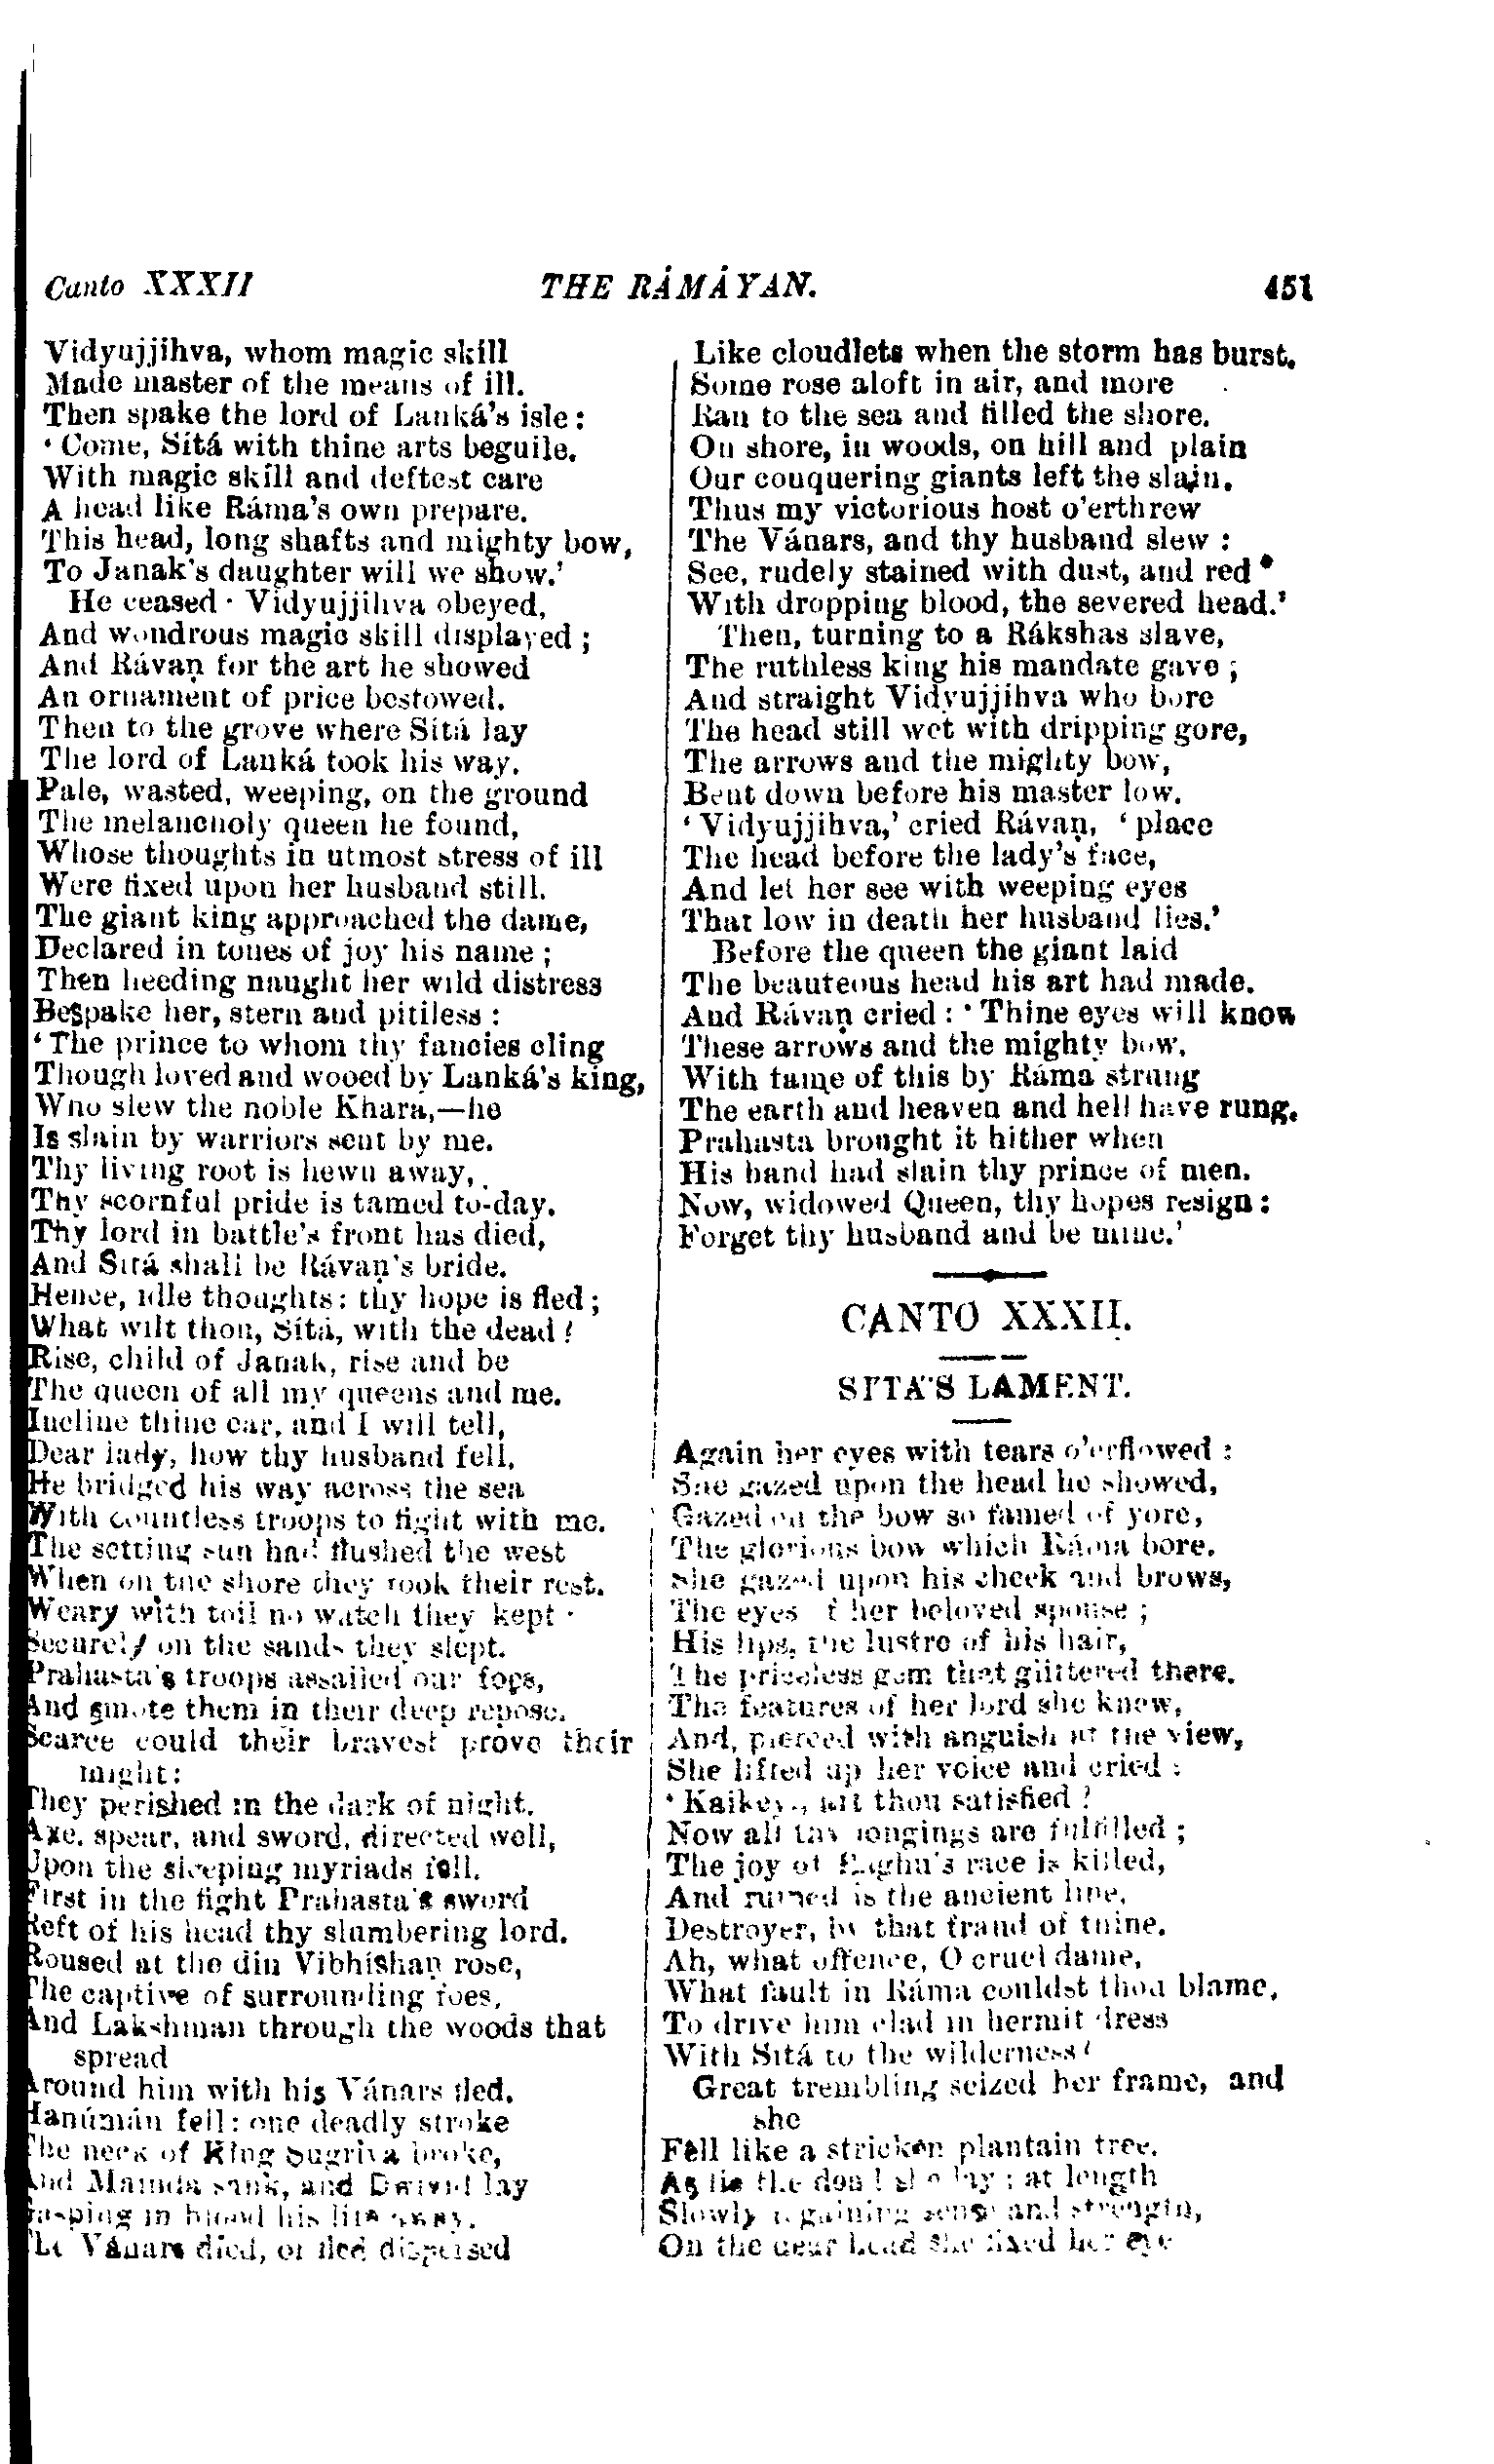 Canto XXXII
THE RÁMÁYAN.
451
Vidyujjihva, whom magic skill
Made master of the means of ill.
Then spake the lord of Lanká's isle:
'Come, Sítá with thine arts beguile.
With magic skill and deftest care
A head like Ráma's own prepare.
This head, long shafts and mighty bow,
To Janak's daughter will we show.'
He ceased · Vidyujjihva obeyed,
And wondrous magic skill displayed;
And Rávaṇ for the art he showed
An ornament of price bestowed.
Then to the grove where Sítá lay
The lord of Lanká took his way.
Pale, wasted, weeping, on the ground
The melancholy queen he found,
Whose thoughts in utmost stress of ill
Were fixed upon her husband still.
The giant king approached the dame,
Declared in tones of joy his name;
Then heeding naught her wild distress
Bespake her, stern and pitiless:
'The prince to whom thy fancies cling
Though loved and wooed by Lanká's king,
Who slew the noble Khara,—he
Is slain by warriors sent by me.
Thy living root is hewn away,
Thy scornful pride is tamed to-day.
Thy lord in battle's front has died,
And Sítá shall be Rávaṇ's bride.
Hence, idle thoughts: thy hope is fled;
What wilt thou, Sítá, with the dead?
Rise, child of Janak, rise and be
The queen of all my queens and me.
Incline thine ear, and I will tell,
Dear lady, how thy husband fell.
He bridged his way across the sea
With countless troops to fight with me.
The setting sun had flushed the west
When on the shore they took their rest.
Weary with toil no watch they kept ·
Securely on the sands they slept.
Prahasta's troops assailed our foes,
And smote them in their deep repose.
Scarce could their bravest prove their
might:
They perished in the dark of night.
Axe, spear, and sword, directed well,
Upon the sleeping myriads fell.
First in the fight Prahasta's sword
Reft of his head thy slumbering lord.
Roused at the din Vibhíshaṇ rose,
The captive of surrounding foes,
And Lakshman through the woods that
spread
Around him with his Vánars fled.
Hanúmán fell: one deadly stroke
The neck of King Sugríva broke,
And Mainda sank, and Dwivid lay
Gasping in blood his life away.
The Vánars died, or fled dispersed
Like cloudlets when the storm has burst.
Some rose aloft in air, and more
Ran to the sea and filled the shore.
On shore, in woods, on hill and plain
Our conquering giants left the slain.
Thus my victorious host o'erthrew
The Vánars, and thy husband slew:
See, rudely stained with dust, and red
With dropping blood, the severed head.'
Then, turning to a Rákshas slave,
The ruthless king his mandate gave;
And straight Vidyujjihva who bore
The head still wet with dripping gore,
The arrows and the mighty bow,
Bent down before his master low.
'Vidyujjihva,' cried Rávaṇ, 'place
The head before the lady's face,
And let her see with weeping eyes
That low in death her husband lies.'
Before the queen the giant laid
The beauteous head his art had made.
And Rávaṇ cried: 'Thine eyes will know
These arrows and the mighty bow.
With fame of this by Ráma strung
The earth and heaven and hell have rung.
Prahasta brought it hither when
His hand had slain thy prince of men.
Now, widowed Queen, thy hopes resign:
Forget thy husband and be mine.'
CANTO XXXII.
SÍTÁ'S LAMENT.
Again her eyes with tears o'erflowed:
She gazed upon the head he showed,
Gazed on the bow so famed of yore,
The glorious bow which Ráma bore.
She gazed upon his cheek and brows,
The eyes of her beloved spouse;
His lips, the lustre of his hair,
The priceless gem that glittered there.
The features of her lord she knew,
And, pierced with anguish at the view,
She lifted up her voice and cried:
'Kaikeyí, art thou satisfied?
Now all thy longings are fulfilled;
The joy of Raghu's race is killed,
And ruined is the ancient line,
Destroyer, by that fraud of thine.
Ah, what offence, O cruel dame,
What fault in Ráma couldst thou blame,
To drive him clad in hermit dress
With Sítá to the wilderness?'
Great trembling seized her frame, and
she
Fell like a stricken plantain tree.
As lie the dead she lay; at length
Slowly regaining sense and strength,
On the dear head she fixed her eye